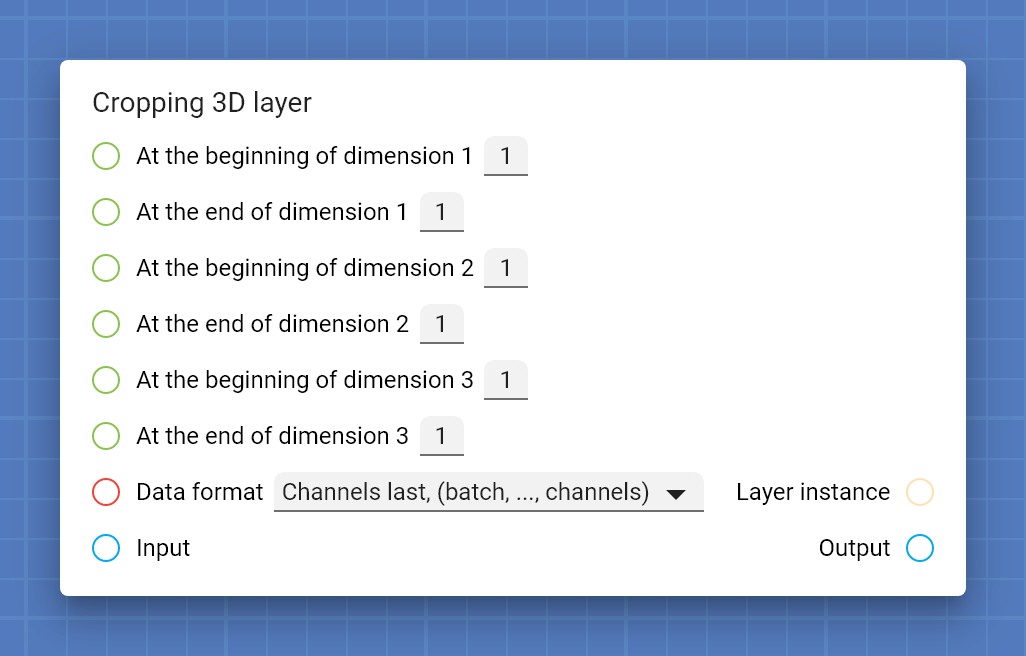 Cropping 3D layer
At the beginning of dimension 1 1
At the end of dimension 1 1
At the beginning of dimension 2 1
At the end of dimension 2 1
At the beginning of dimension 3 1
At the end of dimension 3 1
Data format Channels last, (batch, ..., channels) Layer instance
Input Output